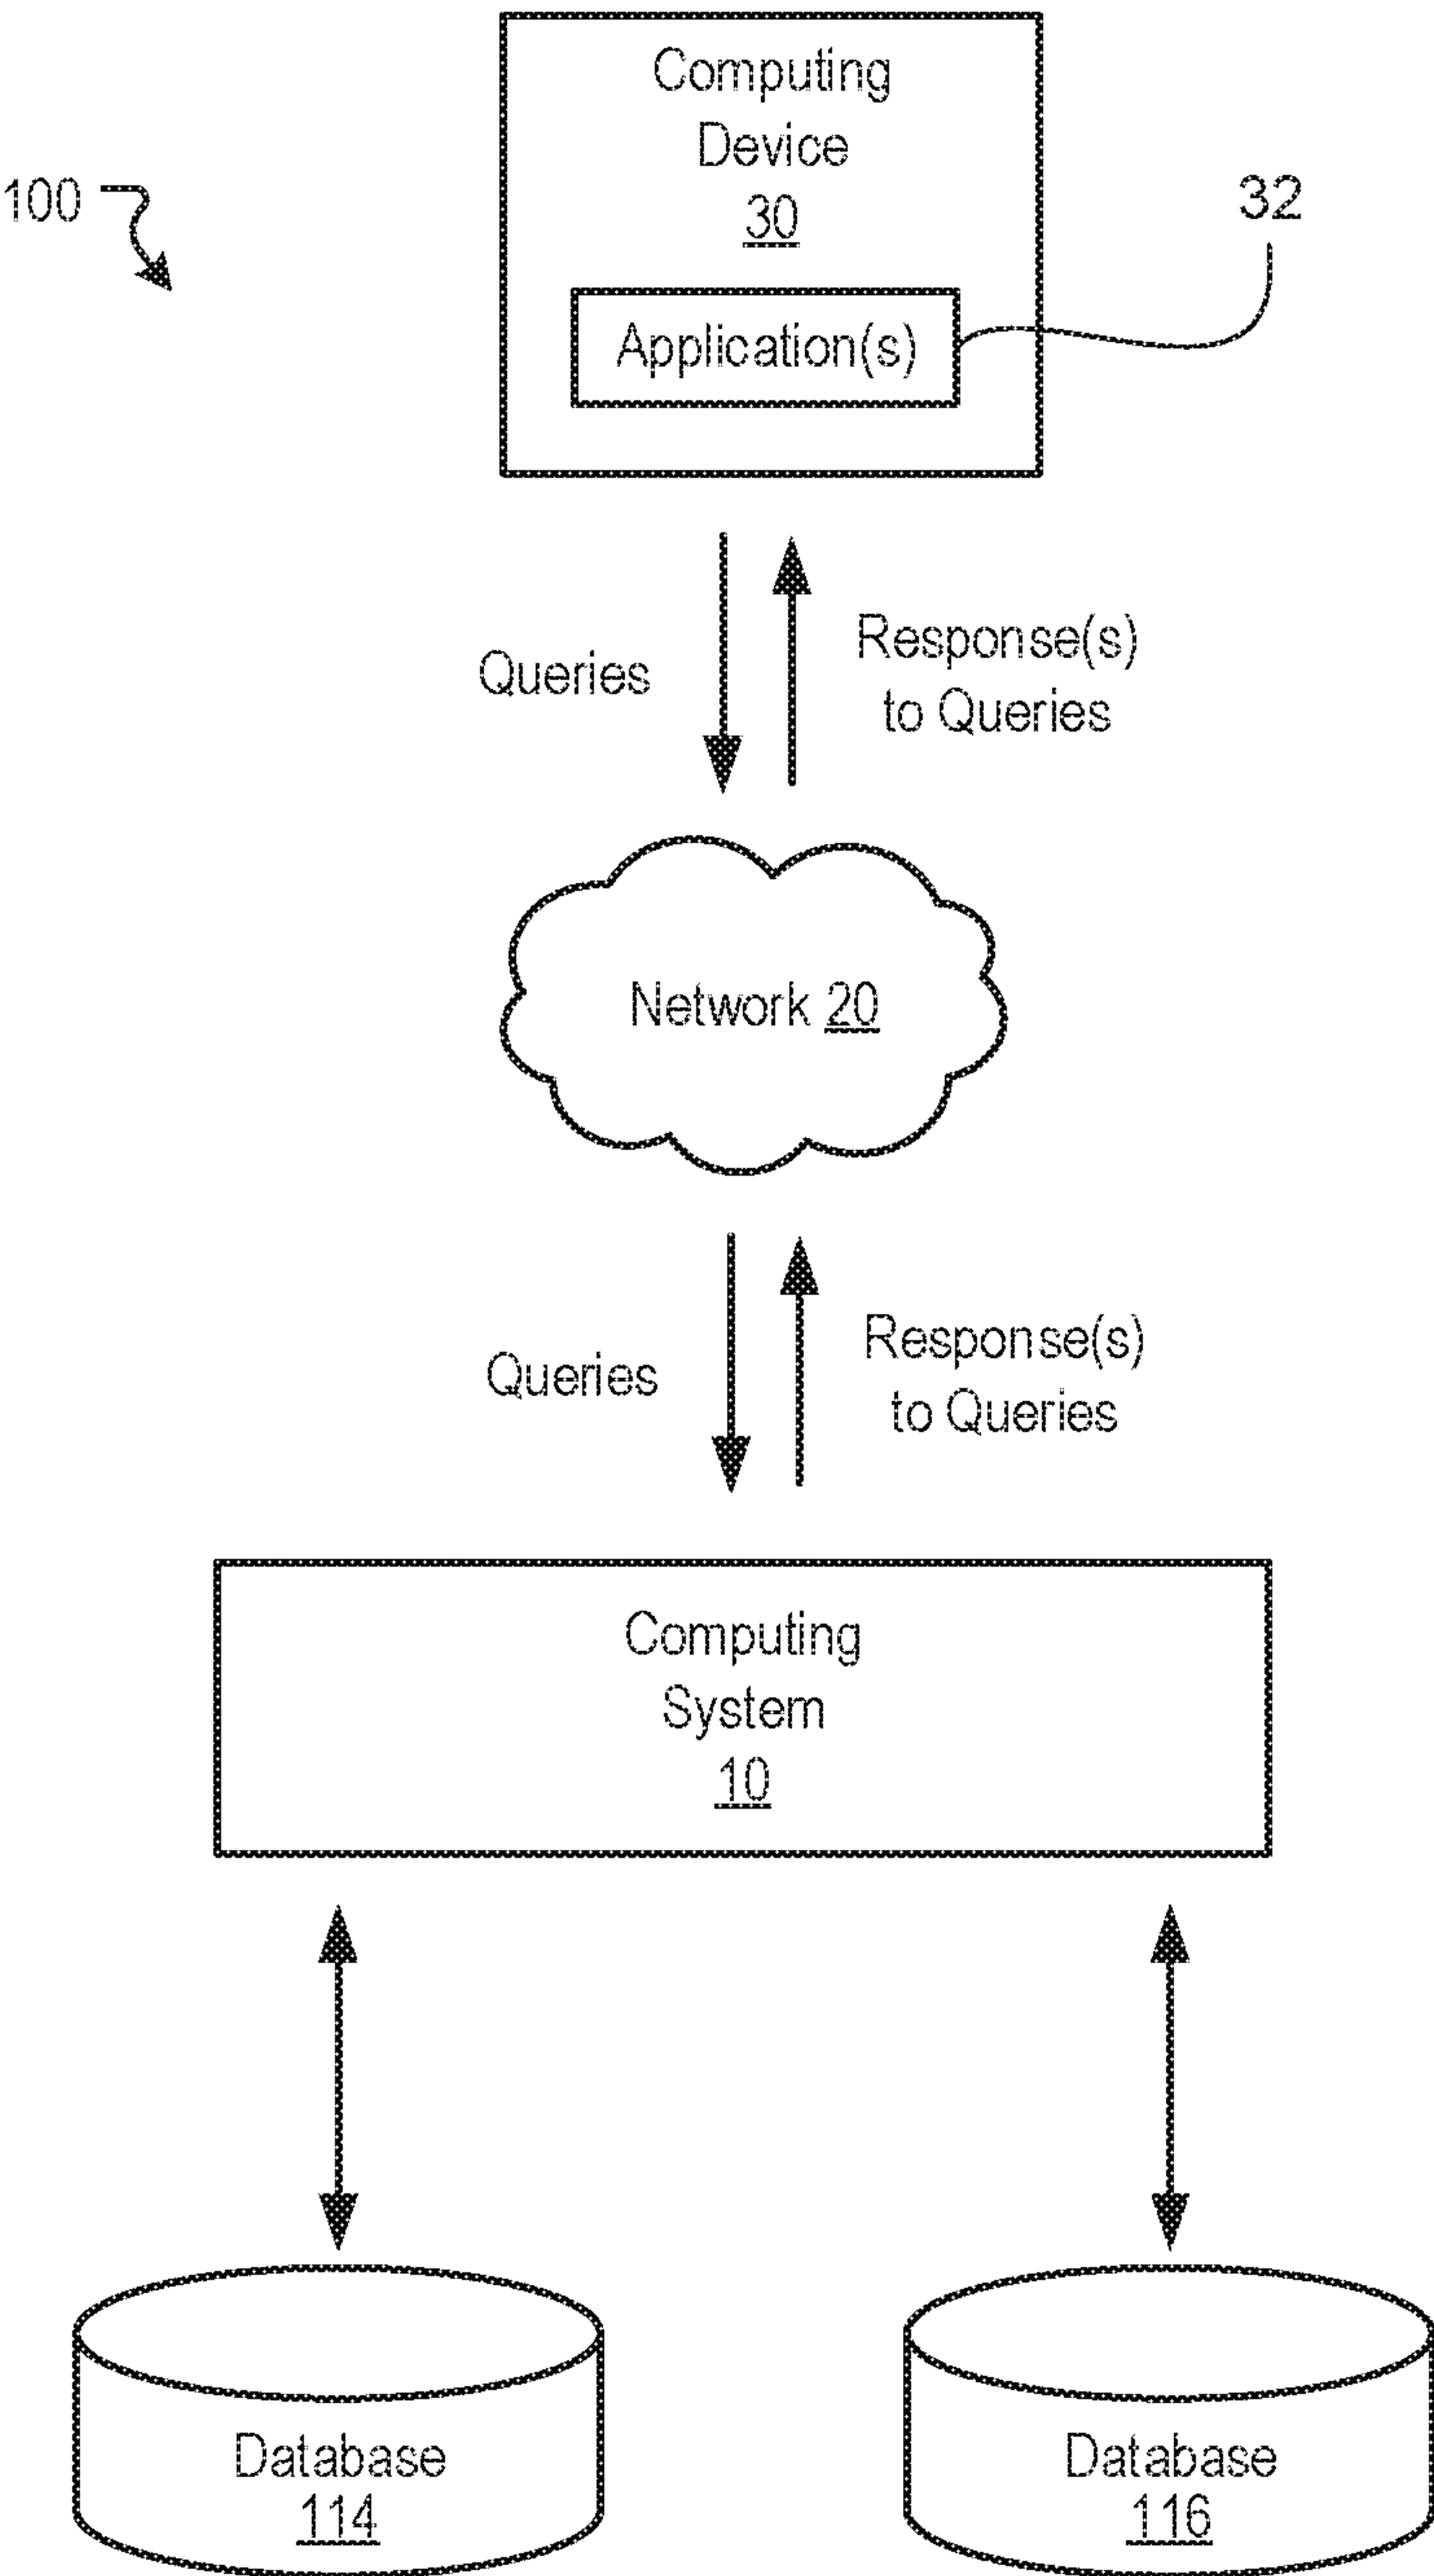 Computing
Device
30
100
32
Application(s)
Queries
Response(s)
to Queries
Network 20
Queries
Response(s)
to Queries
Computing
System
10
Database
114
Database
116